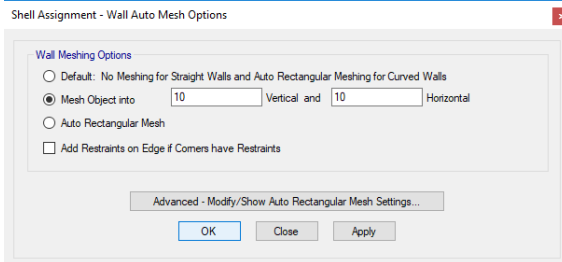 Shell Assignment - Wall Auto Mesh Options
Wall Meshing Options
Default: No Meshing for Straight Walls and Auto Rectangular Meshing for Curved Walls
Mesh Object into 10 Vertical and 10 Horizontal
Auto Rectangular Mesh
Add Restraints on Edge if Corners have Restraints
Advanced - Modify/Show Auto Rectangular Mesh Settings...
OK Close Apply